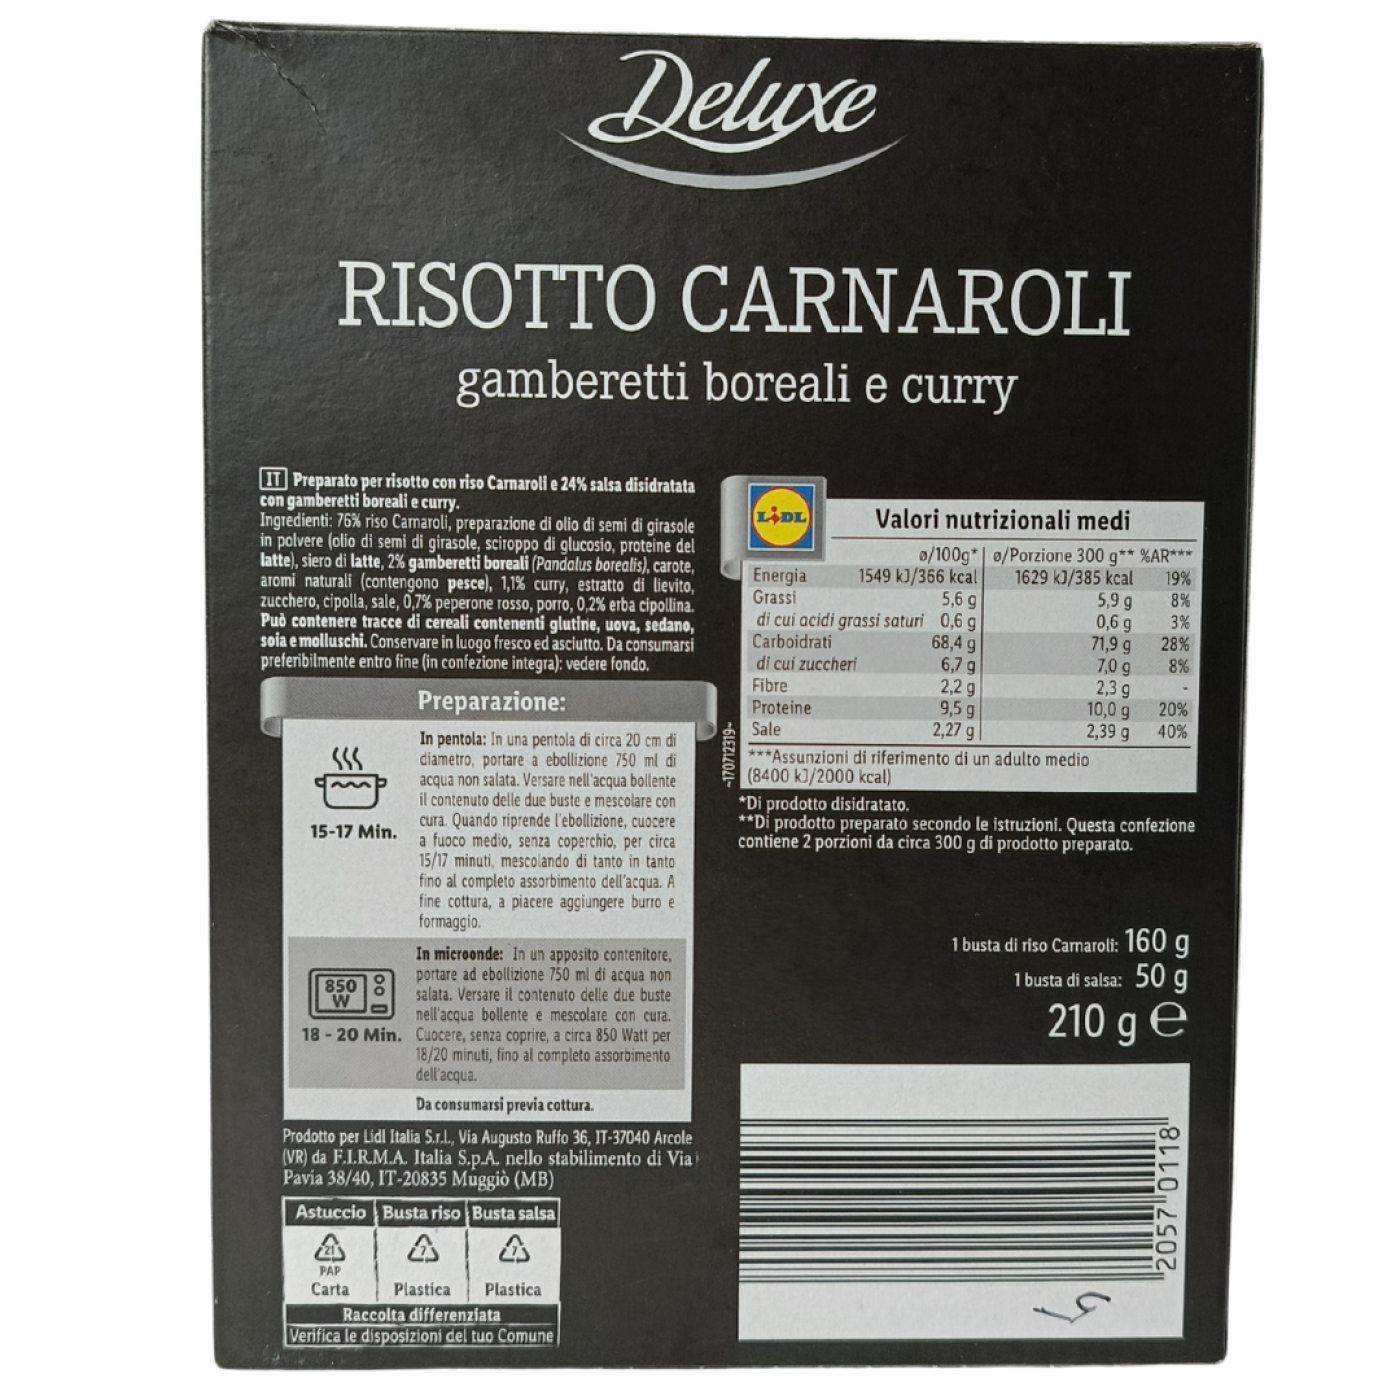 Deluxe
RISOTTO CARNAROLI
gamberetti boreali e curry
IT Preparato per risotto con riso Carnaroli e 24% salsa disidratata
con gamberetti boreali e curry.
Ingredienti: 76% riso Carnaroli, preparazione di olio di semi di girasole
in polvere (olio di semi di girasole, sciroppo di glucosio, proteine del
latte), siero di latte, 2% gamberetti boreali (Pandalus borealis), carote,
aromi naturali (contengono pesce), 1,1% curry, estratto di lievito,
zucchero, cipolla, sale, 0,7% peperone rosso, porro, 0,2% erba cipollina.
Può contenere tracce di cereali contenenti glutine, uova, sedano,
soia e molluschi. Conservare in luogo fresco ed asciutto. Da consumarsi
preferibilmente entro fine (in confezione integra): vedere fondo.
Preparazione:
15-17 Min.
In pentola: In una pentola di circa 20 cm di
diametro, portare a ebollizione 750 ml di
acqua non salata. Versare nell'acqua bollente
il contenuto delle due buste e mescolare con
cura. Quando riprende l'ebollizione, cuocere
a fuoco medio, senza coperchio, per circa
15/17 minuti, mescolando di tanto in tanto
fino al completo assorbimento dell'acqua. A
fine cottura, a piacere aggiungere burro e
formaggio.
850
W
18 - 20 Min.
In microonde: In un apposito contenitore,
portare ad ebollizione 750 ml di acqua non
salata. Versare il contenuto delle due buste
nell'acqua bollente e mescolare con cura.
Cuocere, senza coprire, a circa 850 Watt per
18/20 minuti, fino al completo assorbimento
dell'acqua.
Da consumarsi previa cottura.
Prodotto per Lidl Italia S.r.l., Via Augusto Ruffo 36, IT-37040 Arcole
(VR) da F.I.R.M.A. Italia S.p.A. nello stabilimento di Via
Pavia 38/40, IT-20835 Muggiò (MB)
Astuccio Busta riso Busta salsa
21 7 7
PAP
Carta Plastica Plastica
Raccolta differenziata
Verifica le disposizioni del tuo Comune
LIDL
Valori nutrizionali medi
ø/100g* ø/Porzione 300 g** %AR***
Energia 1549 kJ/366 kcal 1629 kJ/385 kcal 19%
Grassi 5,6 g 5,9 g 8%
di cui acidi grassi saturi 0,6 g 0,6 g 3%
Carboidrati 68,4 g 71,9 g 28%
di cui zuccheri 6,7 g 7,0 g 8%
Fibre 2,2 g 2,3 g -
Proteine 9,5 g 10,0 g 20%
Sale 2,27 g 2,39 g 40%
***Assunzioni di riferimento di un adulto medio
(8400 kJ/2000 kcal)
~170712319~
*Di prodotto disidratato.
**Di prodotto preparato secondo le istruzioni. Questa confezione
contiene 2 porzioni da circa 300 g di prodotto preparato.
1 busta di riso Carnaroli: 160 g
1 busta di salsa: 50 g
210 g e
2057 0118